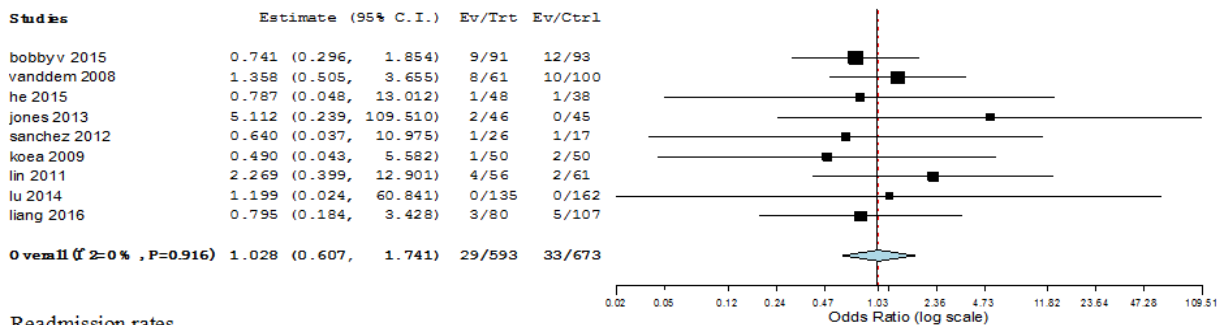 Studies Estimate (95% C.I.) Ev/Trt Ev/Ctrl
bobbyv 2015 0.741 (0.296, 1.854) 9/91 12/93
vanddem 2008 1.358 (0.505, 3.655) 8/61 10/100
he 2015 0.787 (0.048, 13.012) 1/48 1/38
jones 2013 5.112 (0.239, 109.510) 2/46 0/45
sanchez 2012 0.640 (0.037, 10.975) 1/26 1/17
koea 2009 0.490 (0.043, 5.582) 1/50 2/50
lin 2011 2.269 (0.399, 12.901) 4/56 2/61
lu 2014 1.199 (0.024, 60.841) 0/135 0/162
liang 2016 0.795 (0.184, 3.428) 3/80 5/107
Overall (I^2=0% , P=0.916) 1.028 (0.607, 1.741) 29/593 33/673
0.02 0.05 0.12 0.24 0.47 1.03 2.36 4.73 11.82 23.64 47.28 109.51
Odds Ratio (log scale)
Readmission rates